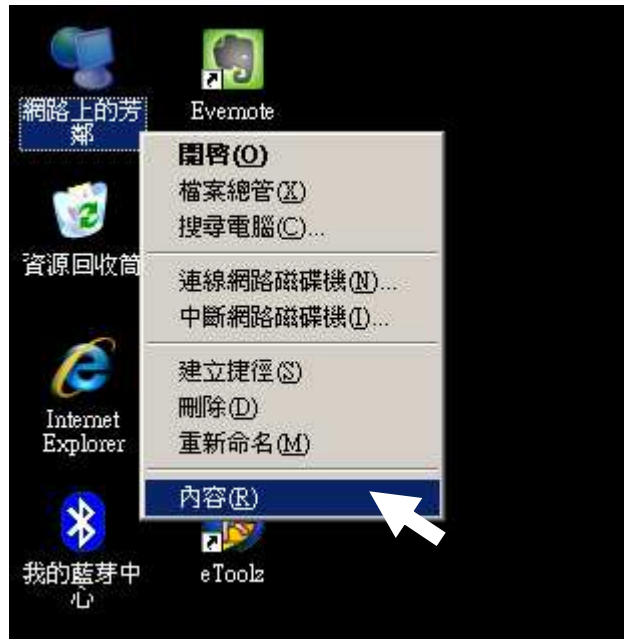 網路上的芳
鄰
Evernote
開啓(O)
檔案總管(X)
搜尋電腦(C)...
資源回收筒
連線網路磁碟機(N)...
中斷網路磁碟機(I)...
建立捷徑(S)
刪除(D)
重新命名(M)
Internet
Explorer
內容(R)
我的藍芽中
心
eToolz